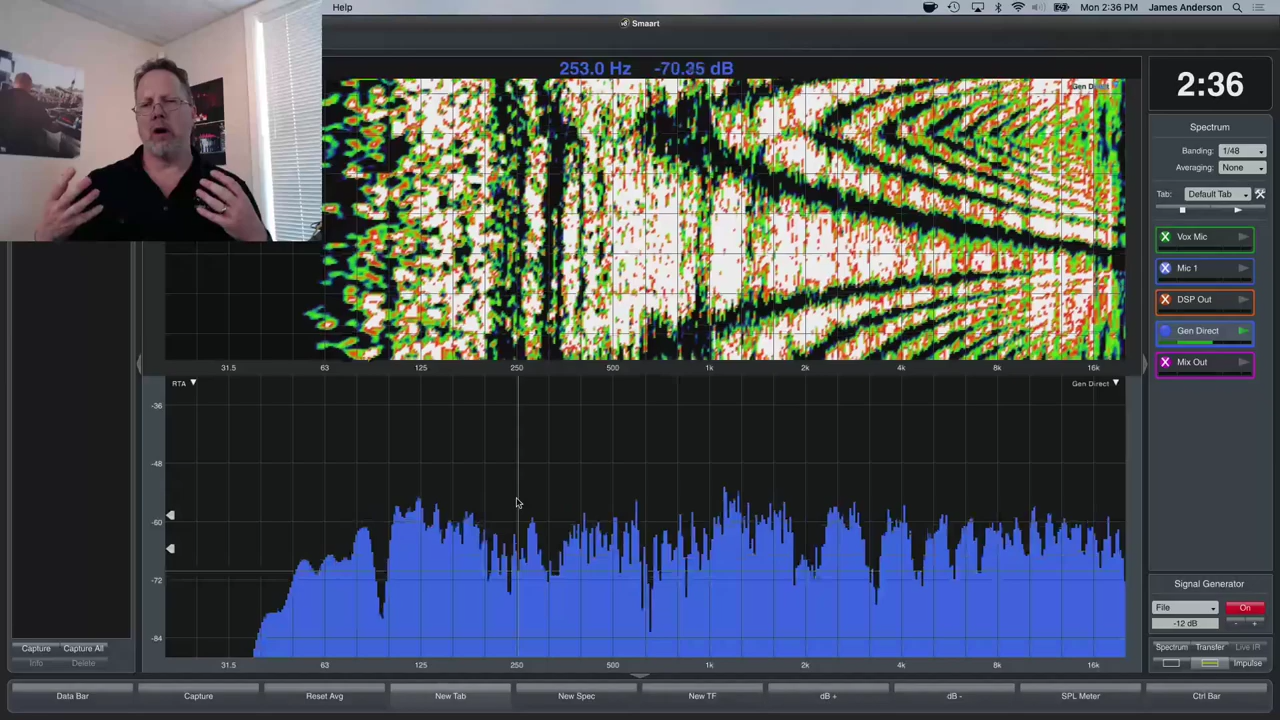 Help
Mon 2:36 PM
James Anderson
Smaart
253.0 Hz
-70.35 dB
Gen Direct
2:36
Spectrum
Banding:
1/48
Averaging:
None
Tab:
Default Tab
Vox Mic
Mic 1
DSP Out
Gen Direct
Mix Out
31.5
63
125
250
500
1k
2k
4k
8k
16k
RTA
Gen Direct
-36
-48
-60
-72
-84
31.5
63
125
250
500
1k
2k
4k
8k
16k
Signal Generator
File
On
-12 dB
-
+
Spectrum
Transfer
Live IR
Impulse
Capture
Capture All
Info
Delete
Data Bar
Capture
Reset Avg
New Tab
New Spec
New TF
dB +
dB -
SPL Meter
Ctrl Bar